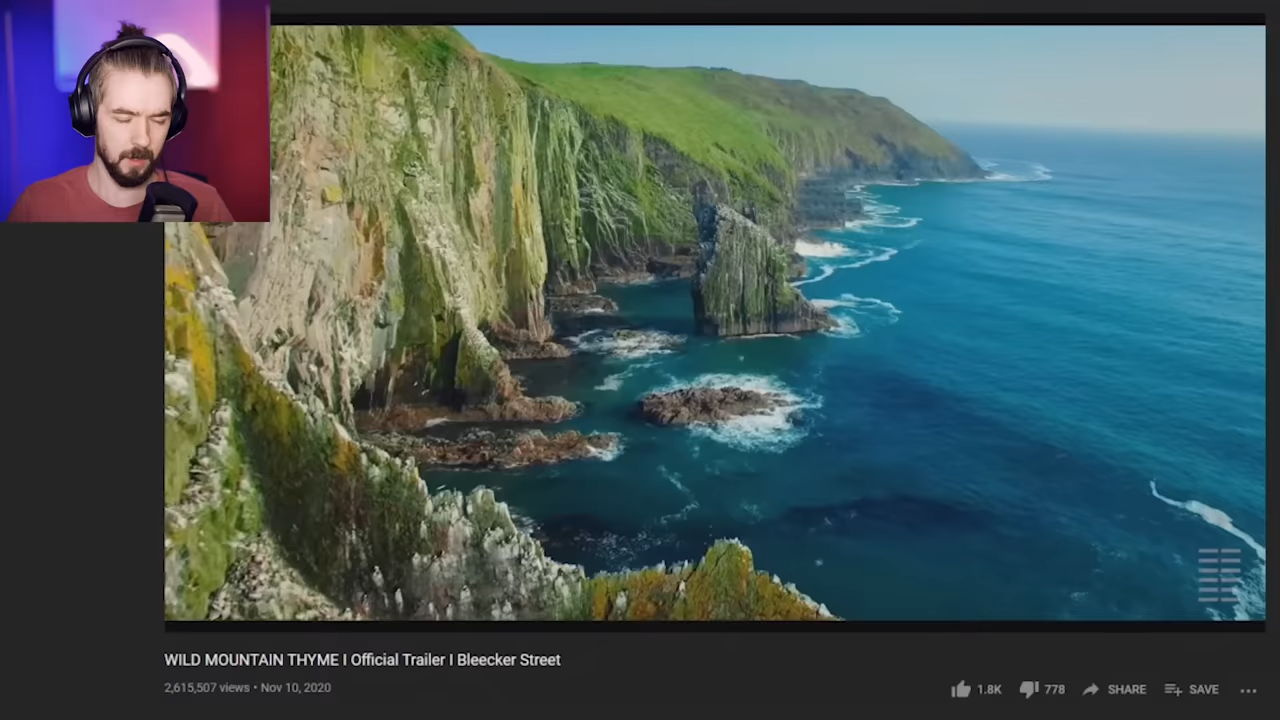 WILD MOUNTAIN THYME I Official Trailer I Bleecker Street
2,615,507 views • Nov 10, 2020
1.8K
778
SHARE
SAVE